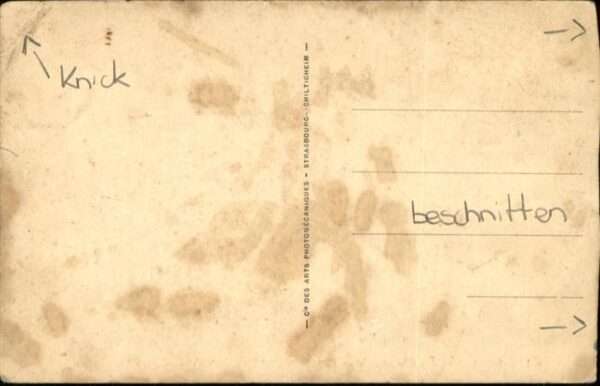 Knick
beschnitten
— Cie DES ARTS PHOTOMÉCANIQUES - STRASBOURG-SCHILTIGHEIM —